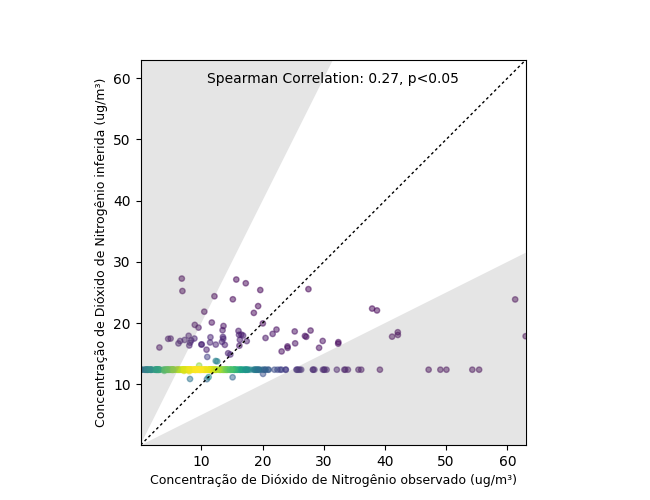 Spearman Correlation: 0.27, p<0.05
Concentração de Dióxido de Nitrogênio inferida (ug/m³)
60
50
40
30
20
10
10 20 30 40 50 60
Concentração de Dióxido de Nitrogênio observado (ug/m³)